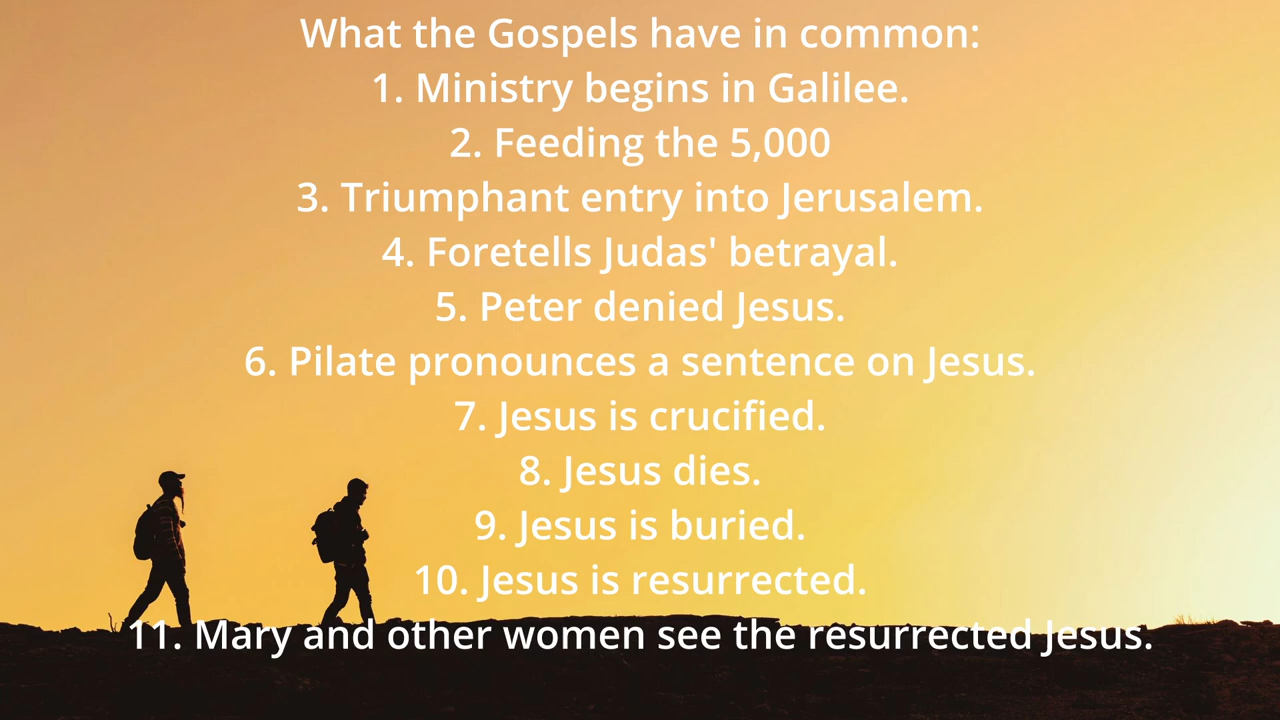 What the Gospels have in common:
1. Ministry begins in Galilee.
2. Feeding the 5,000
3. Triumphant entry into Jerusalem.
4. Foretells Judas' betrayal.
5. Peter denied Jesus.
6. Pilate pronounces a sentence on Jesus.
7. Jesus is crucified.
8. Jesus dies.
9. Jesus is buried.
10. Jesus is resurrected.
11. Mary and other women see the resurrected Jesus.